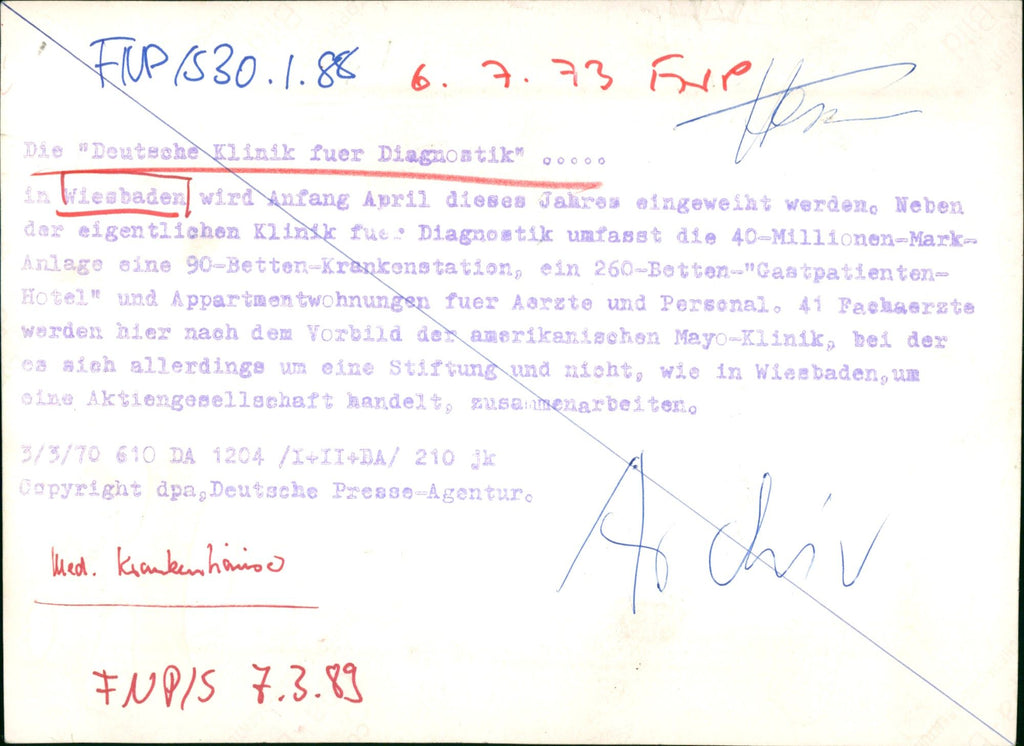 FNP/S 30.1.88
6. 7. 73 FNP
Die "Deutsche Klinik fuer Diagnostik" .....
in Wiesbaden wird Anfang April dieses Jahres eingeweiht werden. Neben
der eigentlichen Klinik fuer Diagnostik umfasst die 40-Millionen-Mark-
Anlage eine 90-Betten-Krankenstation, ein 260-Betten-"Gastpatienten-
Hotel" und Appartmentwohnungen fuer Aerzte und Personal. 41 Fachaerzte
werden hier nach dem Vorbild der amerikanischen Mayo-Klinik, bei der
es sich allerdings um eine Stiftung und nicht, wie in Wiesbaden,um
eine Aktiengesellschaft handelt, zusammenarbeiten.
3/3/70 610 DA 1204 /I+II+BA/ 210 jk
Copyright dpa,Deutsche Presse-Agentur.
Archiv
Med. Krankenhäuser
FNP/S 7.3.89